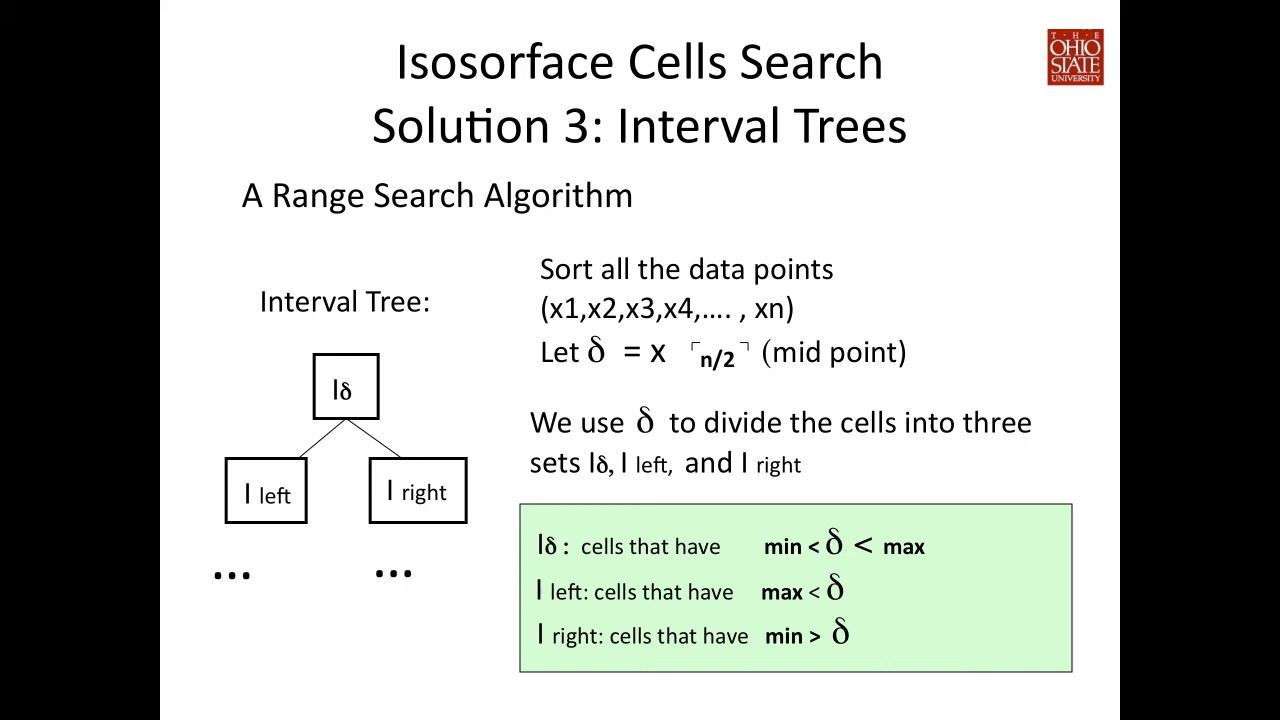 Isosorface Cells Search
Solution 3: Interval Trees
T · H · E
OHIO
STATE
UNIVERSITY
A Range Search Algorithm
Interval Tree:
Iδ
I left
I right
...
...
Sort all the data points
(x1,x2,x3,x4,.... , xn)
Let δ = x ⌈n/2⌉ (mid point)
We use δ to divide the cells into three
sets Iδ, I left, and I right
Iδ : cells that have min < δ < max
I left: cells that have max < δ
I right: cells that have min > δ